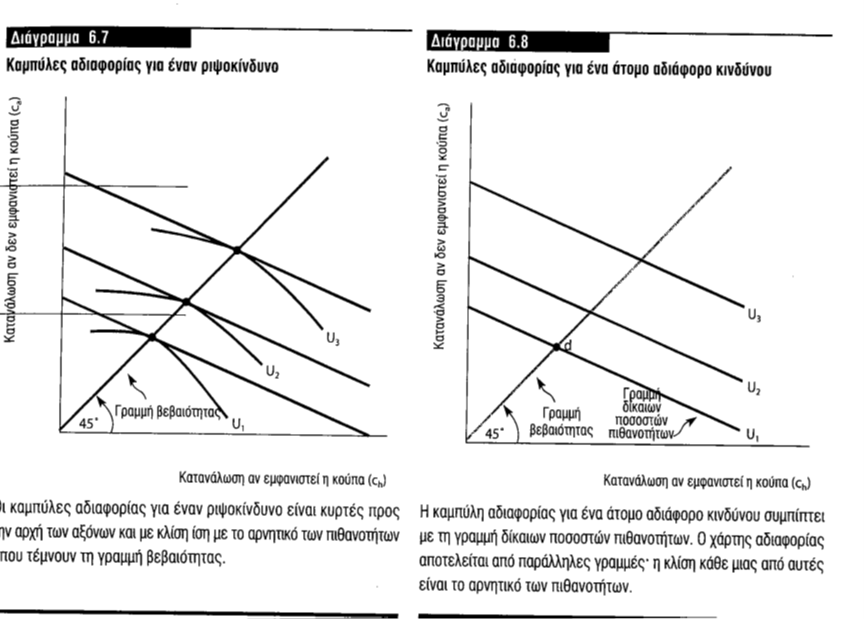 Διάγραμμα 6.7
Καμπύλες αδιαφορίας για έναν ριψοκίνδυνο
Κατανάλωση αν δεν εμφανιστεί η κούπα (cₐ)
U₃
U₂
Γραμμή βεβαιότητας
45°
U₁
Κατανάλωση αν εμφανιστεί η κούπα (cₕ)
οι καμπύλες αδιαφορίας για έναν ριψοκίνδυνο είναι κυρτές προς
ην αρχή των αξόνων και με κλίση ίση με το αρνητικό των πιθανοτήτων
που τέμνουν τη γραμμή βεβαιότητας.
Διάγραμμα 6.8
Καμπύλες αδιαφορίας για ένα άτομο αδιάφορο κινδύνου
Κατανάλωση αν δεν εμφανιστεί η κούπα (cₐ)
U₃
d
U₂
Γραμμή
δίκαιων
ποσοστών
πιθανοτήτων
Γραμμή
βεβαιότητας
45°
U₁
Κατανάλωση αν εμφανιστεί η κούπα (cₕ)
Η καμπύλη αδιαφορίας για ένα άτομο αδιάφορο κινδύνου συμπίπτει
με τη γραμμή δίκαιων ποσοστών πιθανοτήτων. Ο χάρτης αδιαφορίας
αποτελείται από παράλληλες γραμμές· η κλίση κάθε μιας από αυτές
είναι το αρνητικό των πιθανοτήτων.